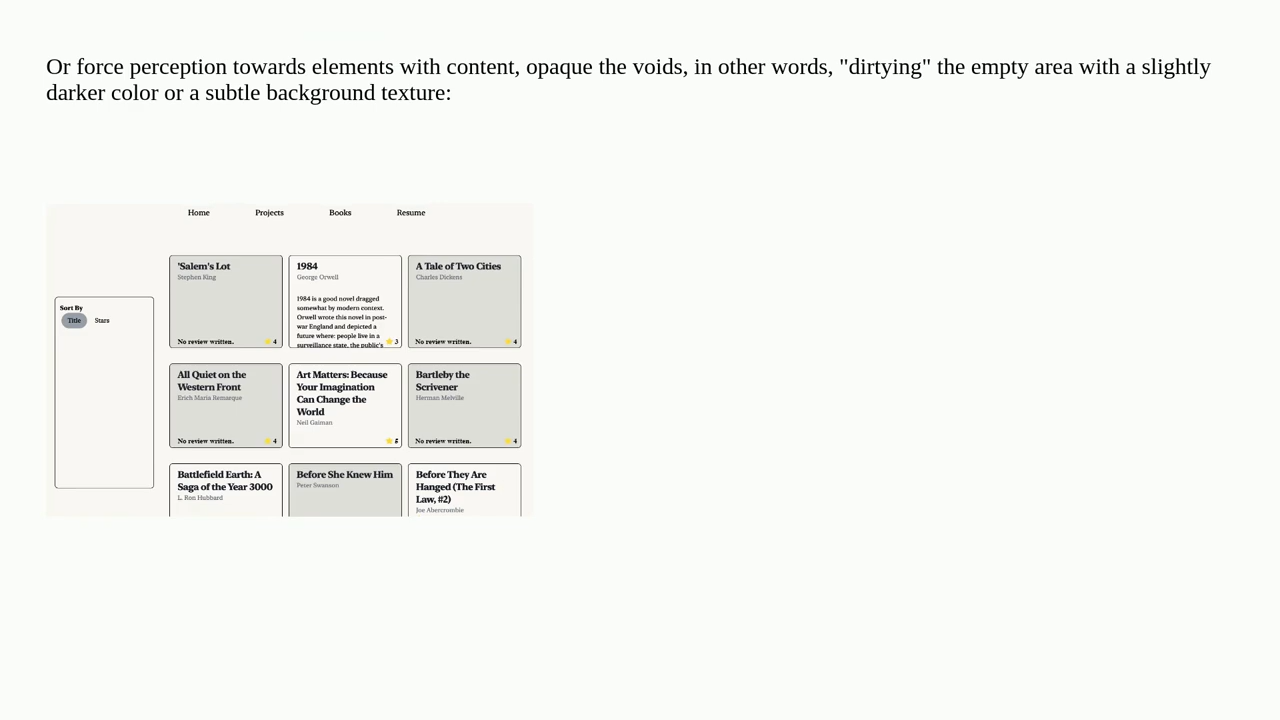 Or force perception towards elements with content, opaque the voids, in other words, "dirtying" the empty area with a slightly
darker color or a subtle background texture:
Home Projects Books Resume
Sort By
Title Stars
'Salem's Lot
Stephen King
No review written. 4
1984
George Orwell
1984 is a good novel dragged
somewhat by modern context.
Orwell wrote this novel in post-
war England and depicted a
future where: people live in a
surveillance state, the public's
3
A Tale of Two Cities
Charles Dickens
4
All Quiet on the
Western Front
Erich Maria Remarque
No review written. 4
Art Matters: Because
Your Imagination
Can Change the
World
Neil Gaiman
Bartleby the
Scrivener
Herman Melville
No review written. 4
Battlefield Earth: A
Saga of the Year 3000
L. Ron Hubbard
Before She Knew Him
Peter Swanson
Before They Are
Hanged (The First
Law, #2)
Joe Abercrombie